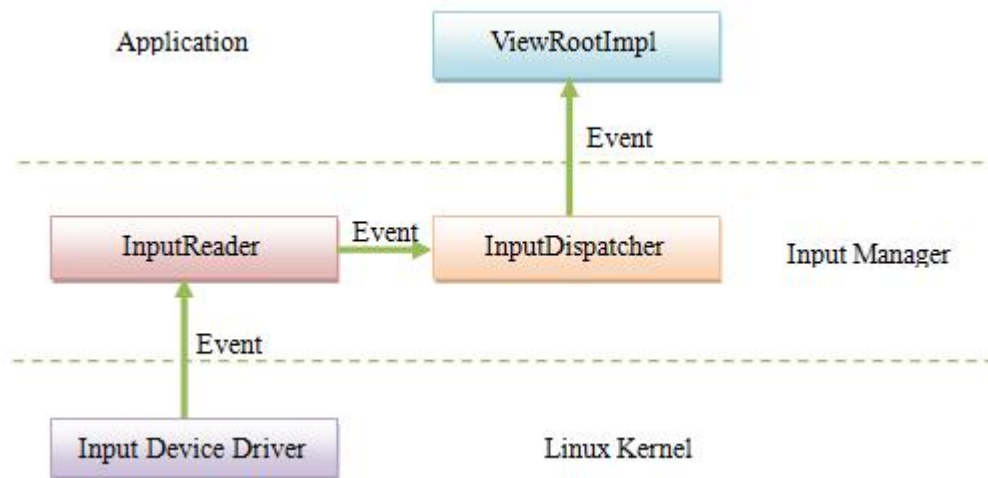 Application
ViewRootImpl
Event
InputReader
Event
InputDispatcher
Input Manager
Event
Input Device Driver
Linux Kernel